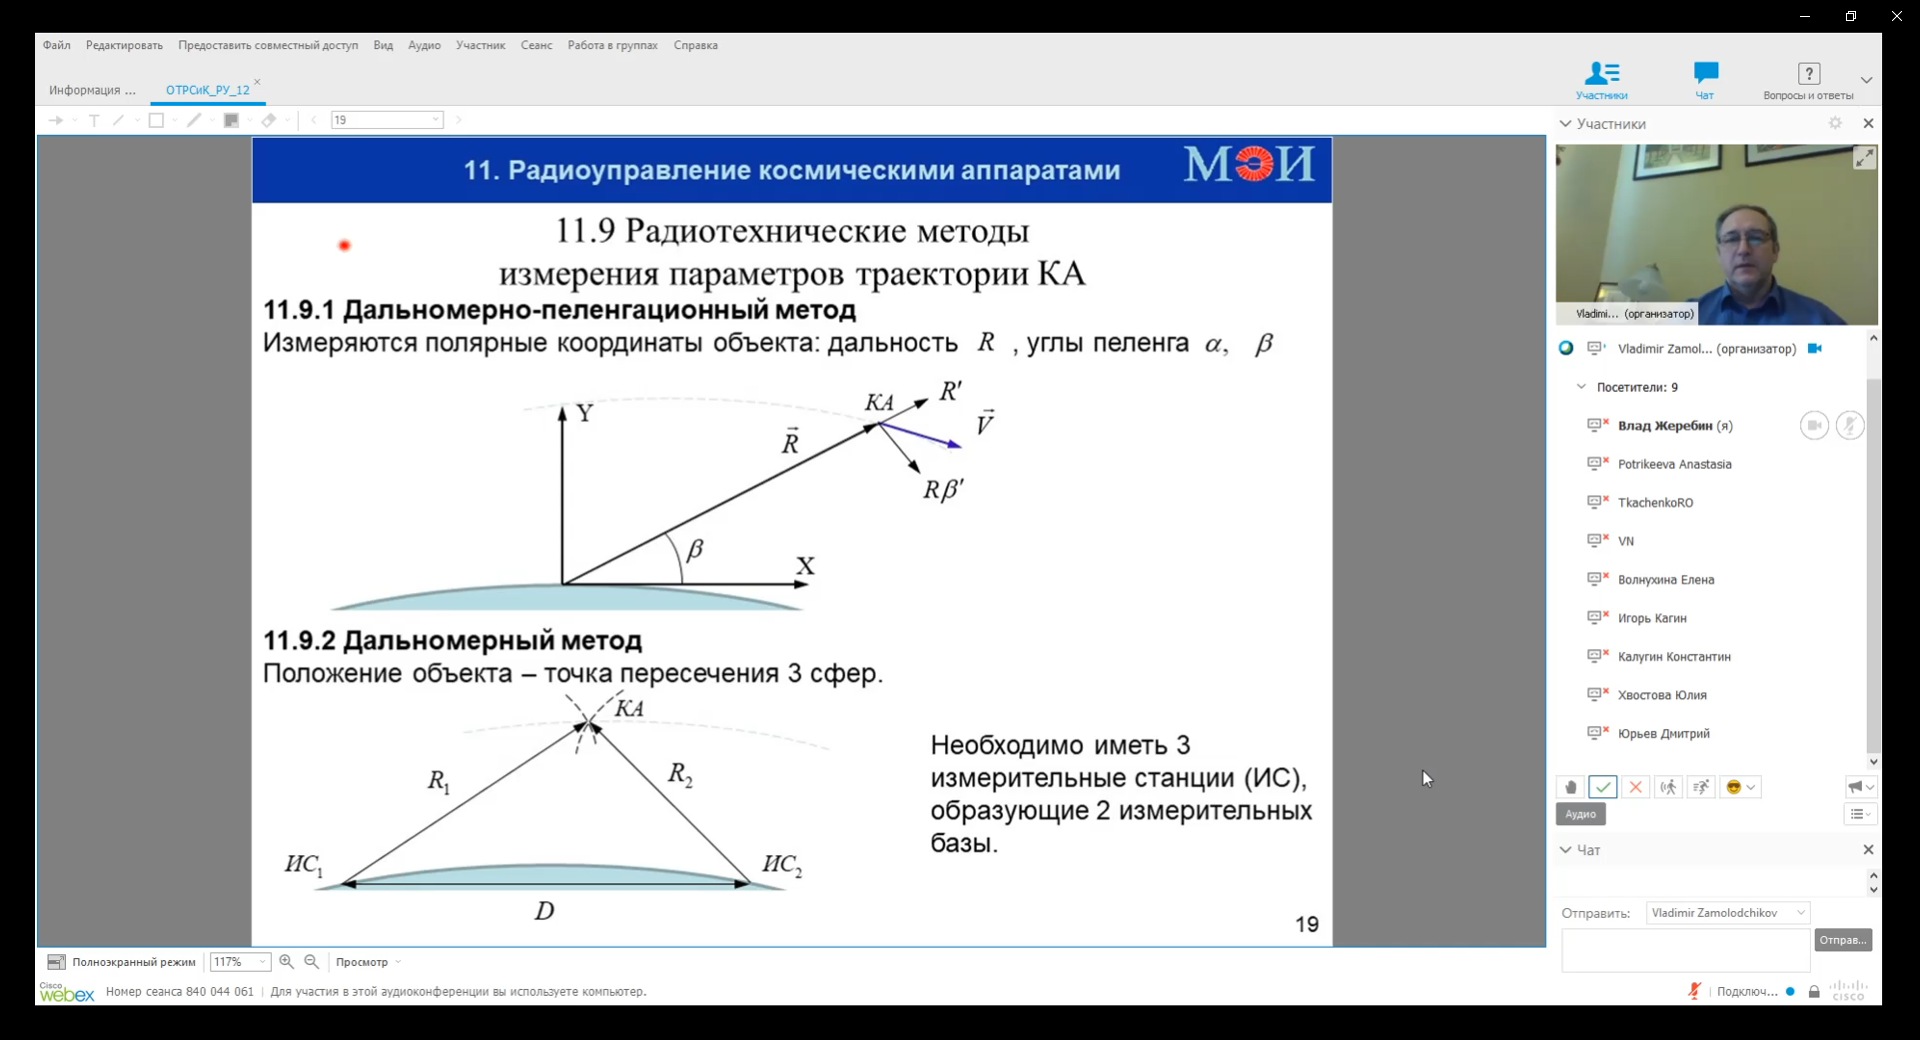 Файл Редактировать Предоставить совместный доступ Вид Аудио Участник Сеанс Работа в группах Справка
Информация ... ОТРСиК_РУ_12
Участники Чат Вопросы и ответы
19
11. Радиоуправление космическими аппаратами МЭИ
11.9 Радиотехнические методы
измерения параметров траектории КА
11.9.1 Дальномерно-пеленгационный метод
Измеряются полярные координаты объекта: дальность R , углы пеленга α, β
Y
КА
R'
V⃗
R⃗
Rβ'
β
X
11.9.2 Дальномерный метод
Положение объекта – точка пересечения 3 сфер.
КА
R₁
R₂
ИС₁
ИС₂
D
Необходимо иметь 3
измерительные станции (ИС),
образующие 2 измерительных
базы.
19
Полноэкранный режим 117% Просмотр
Cisco
webex Номер сеанса 840 044 061 | Для участия в этой аудиоконференции вы используете компьютер.
Участники
Vladimi... (организатор)
Vladimir Zamol... (организатор)
Посетители: 9
Влад Жеребин (я)
Potrikeeva Anastasia
TkachenkoRO
VN
Волнухина Елена
Игорь Кагин
Калугин Константин
Хвостова Юлия
Юрьев Дмитрий
Аудио
Чат
Отправить: Vladimir Zamolodchikov
Отправ...
Подключ...
CISCO